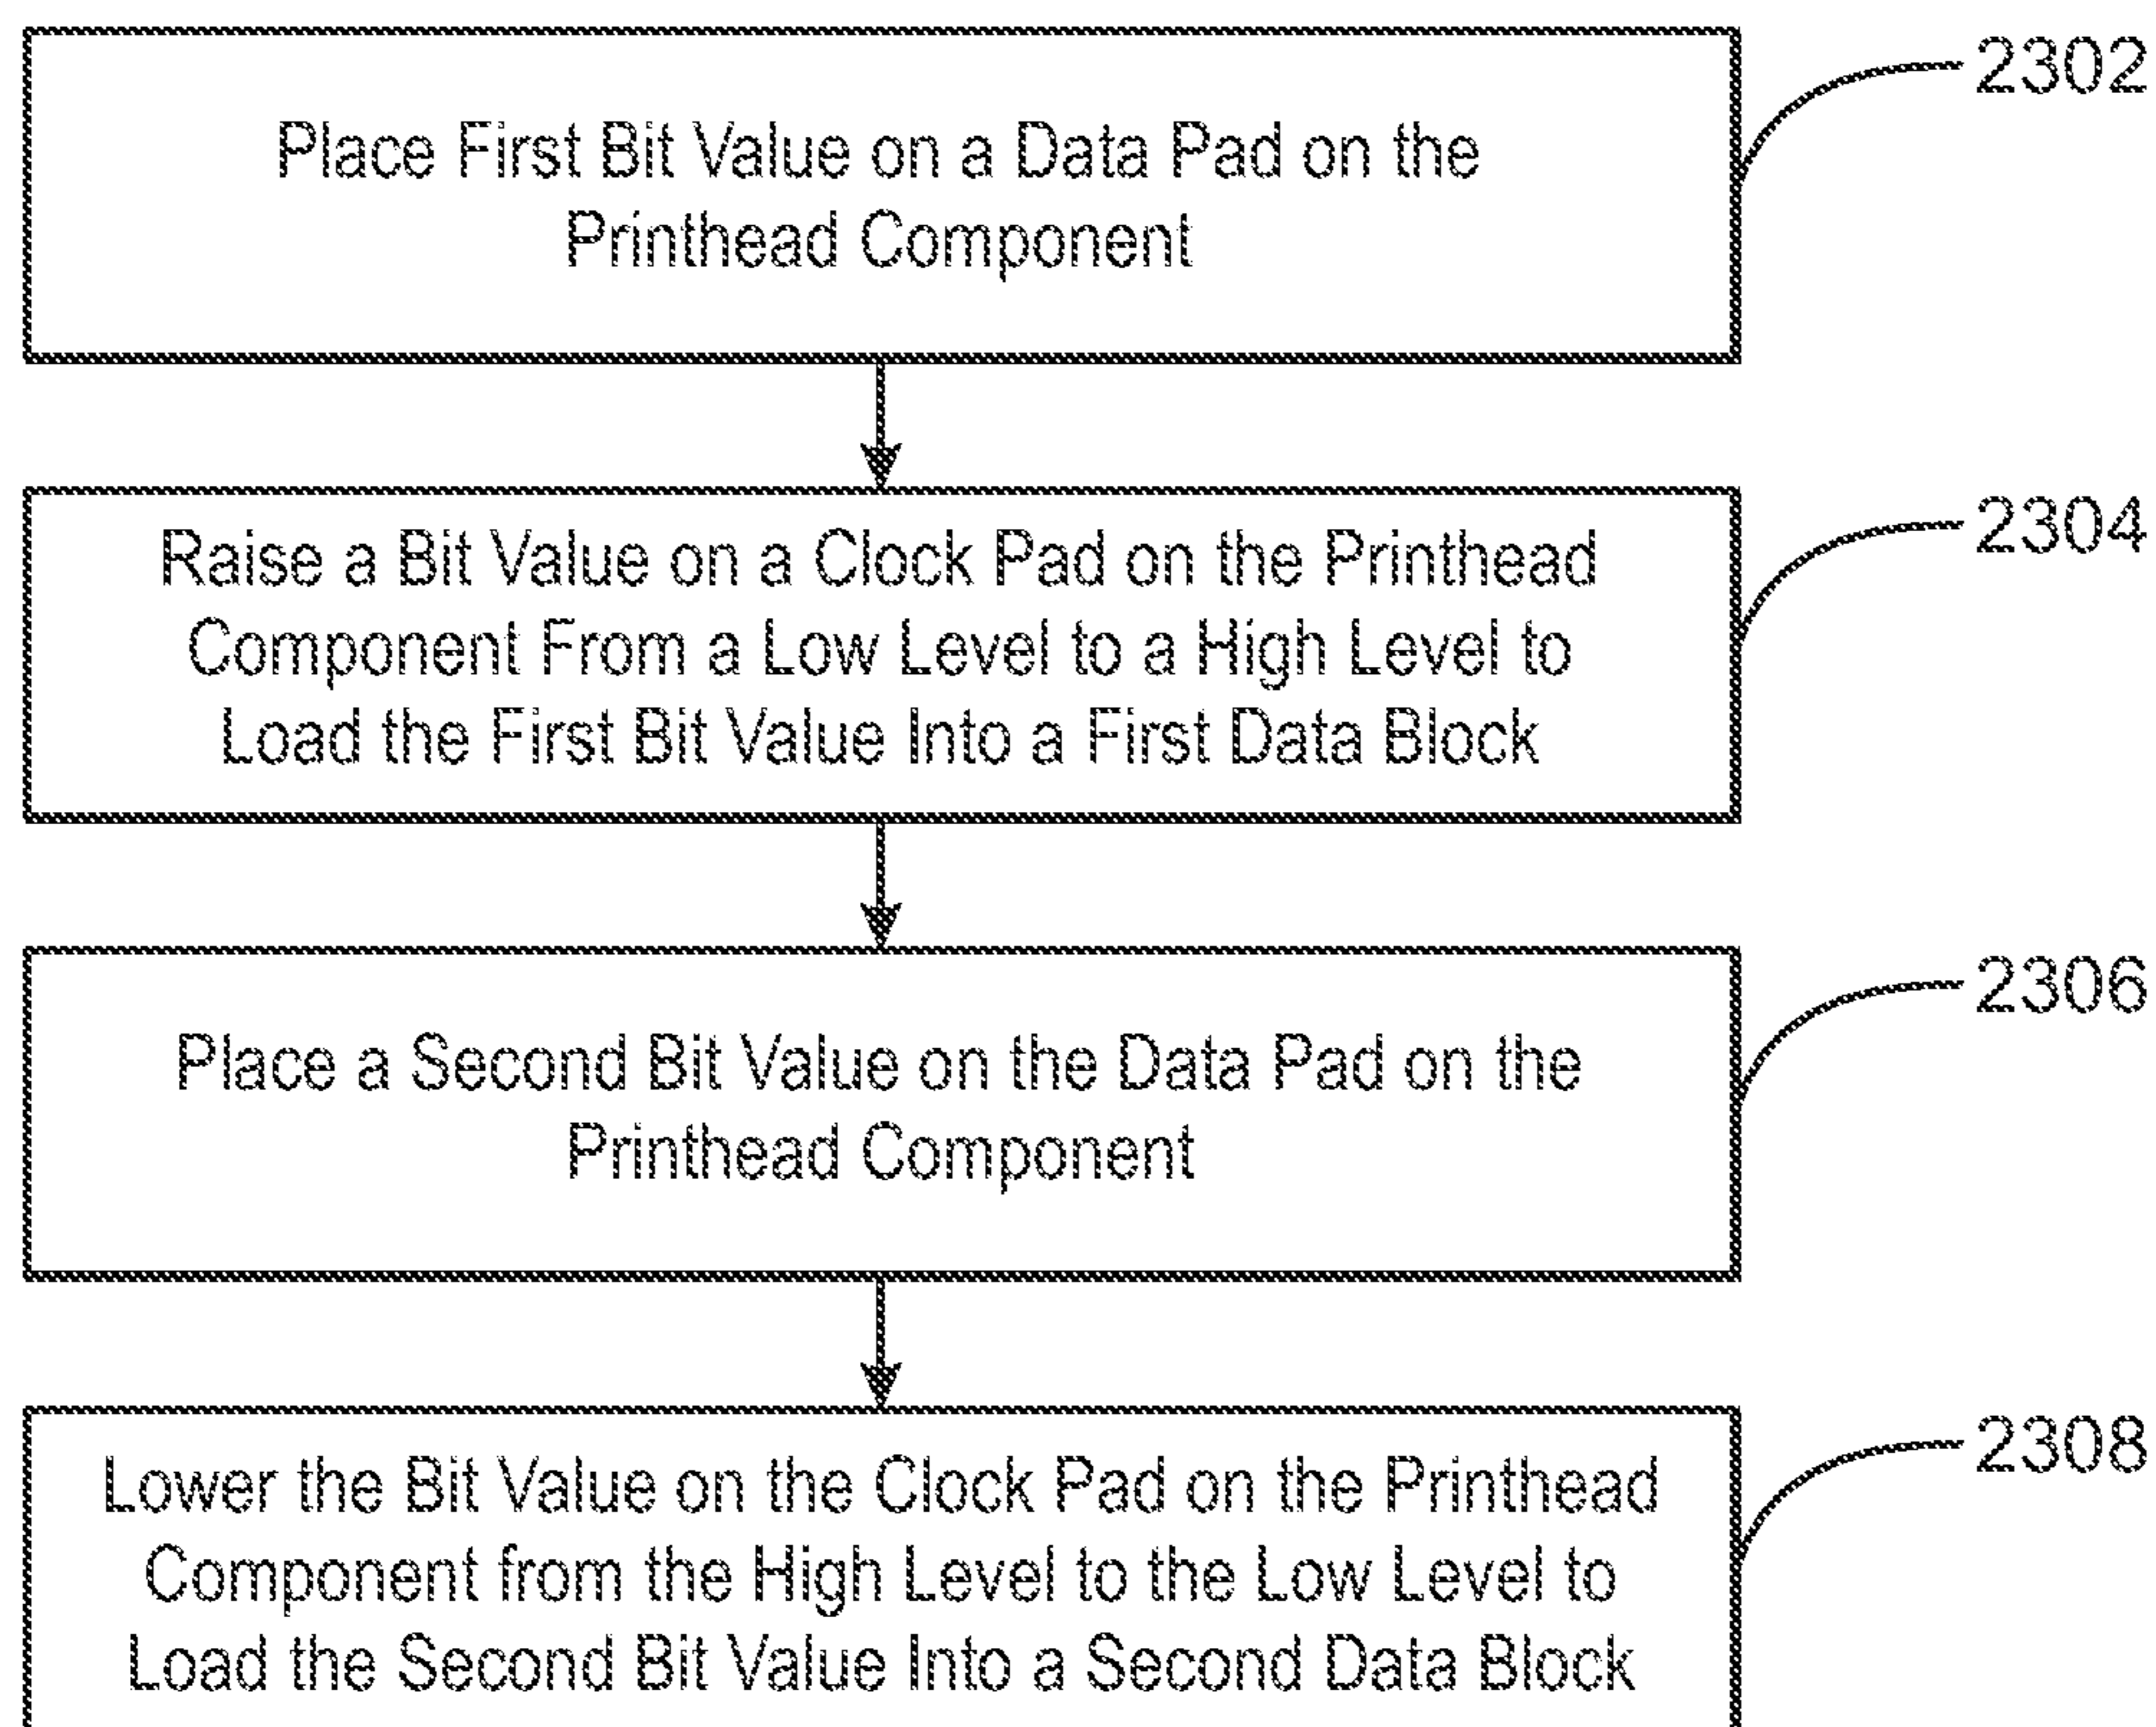 Place First Bit Value on a Data Pad on the
Printhead Component
2302
Raise a Bit Value on a Clock Pad on the Printhead
Component From a Low Level to a High Level to
Load the First Bit Value Into a First Data Block
2304
Place a Second Bit Value on the Data Pad on the
Printhead Component
2306
Lower the Bit Value on the Clock Pad on the Printhead
Component from the High Level to the Low Level to
Load the Second Bit Value Into a Second Data Block
2308